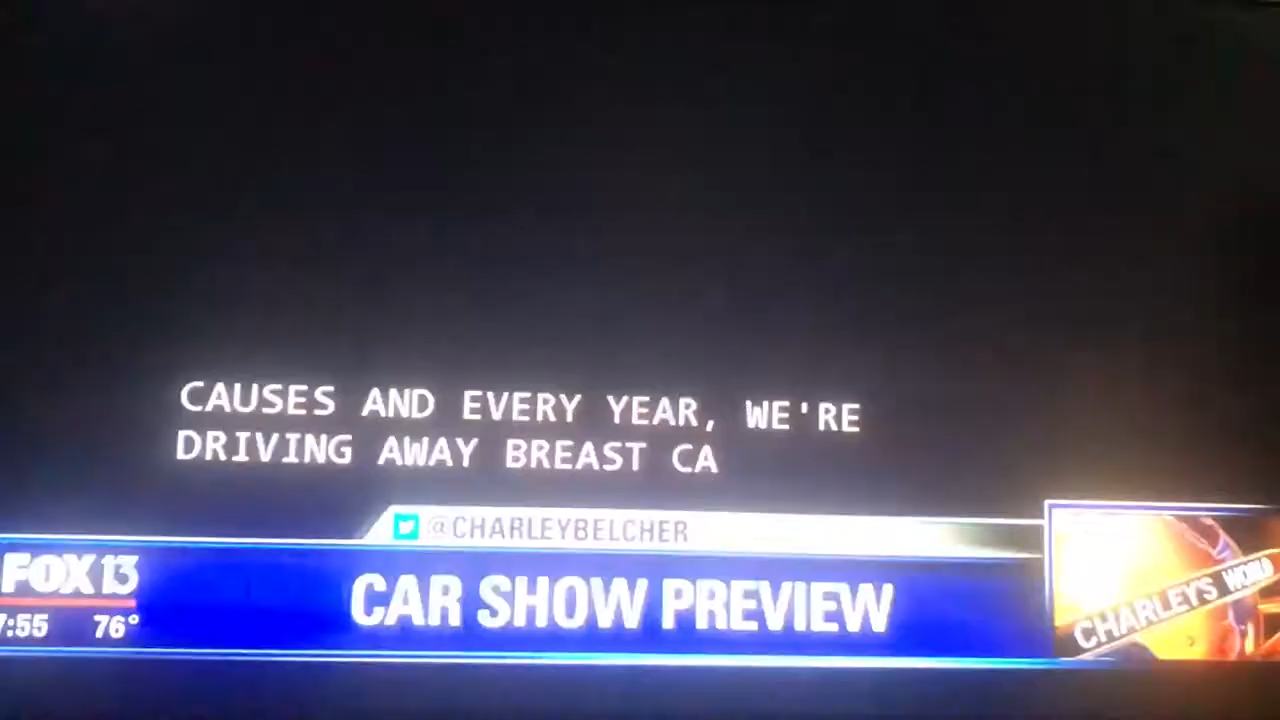 CAUSES AND EVERY YEAR, WE'RE
DRIVING AWAY BREAST CA
@CHARLEYBELCHER
FOX 13
CAR SHOW PREVIEW
7:55 76°
CHARLEY'S WORLD